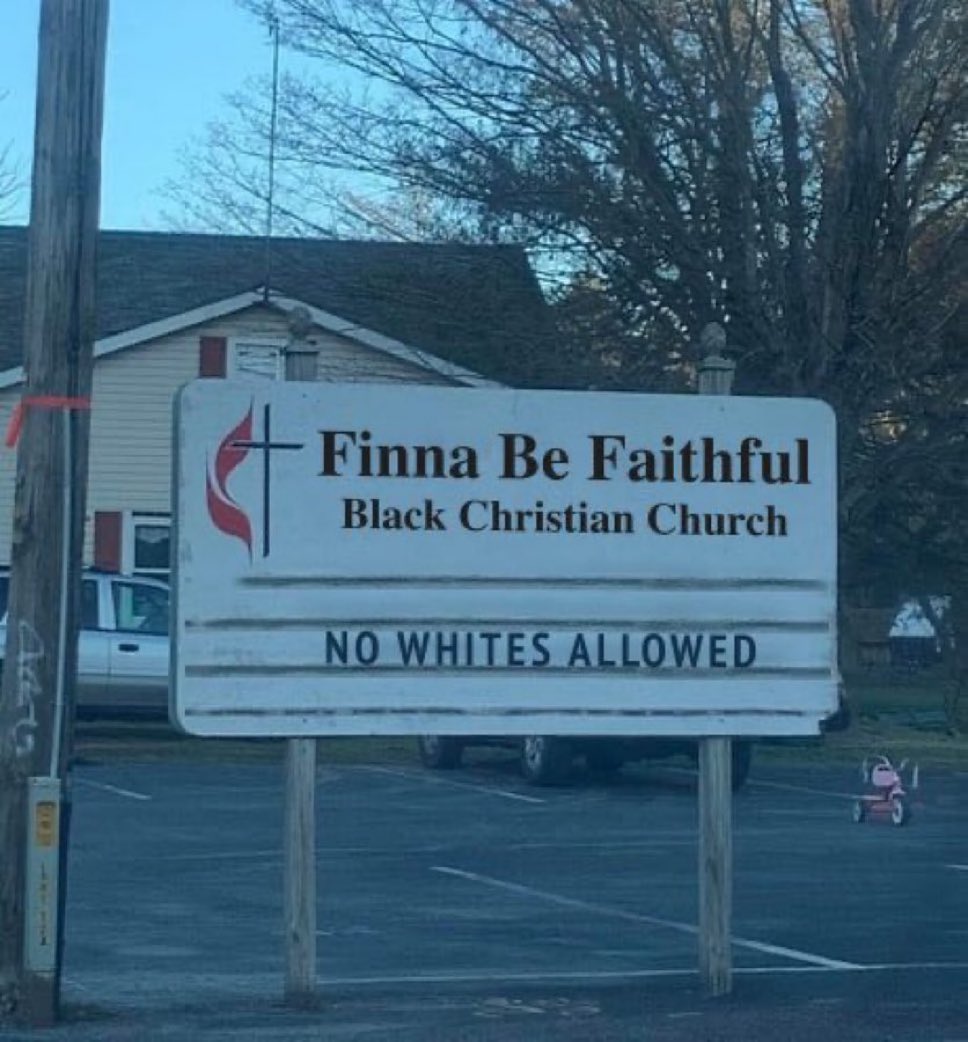 Finna Be Faithful
Black Christian Church
NO WHITES ALLOWED